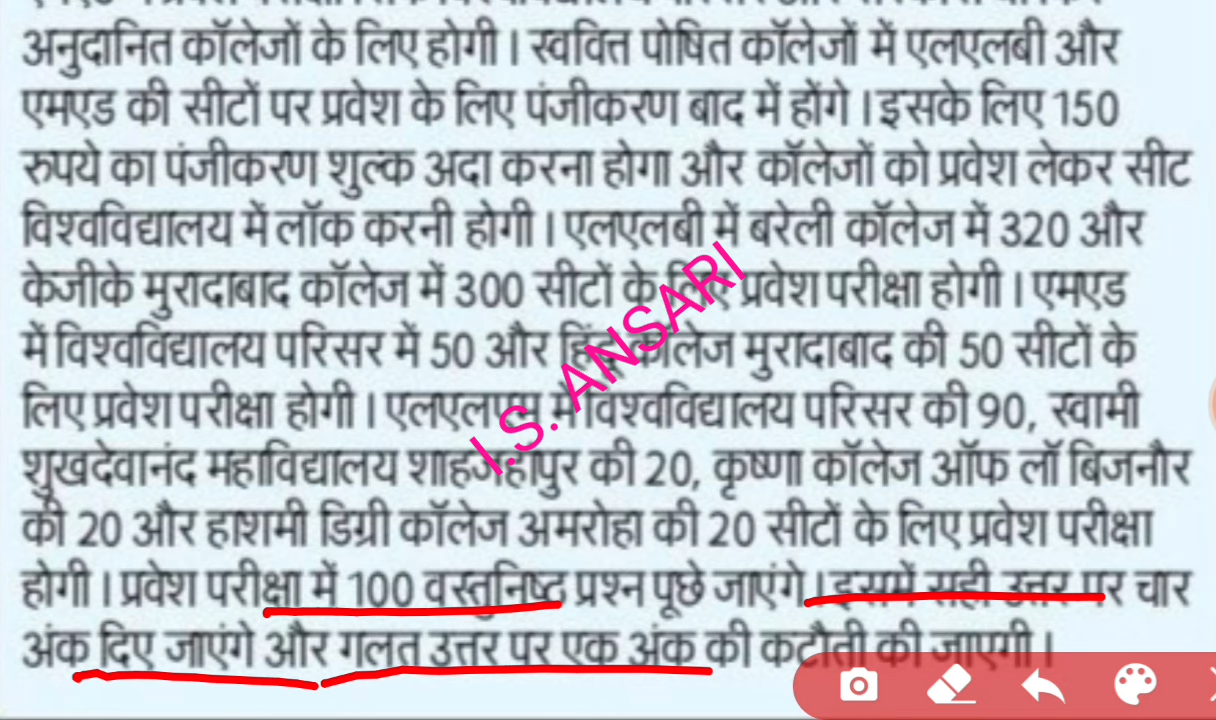 अनुदानित कॉलेजों के लिए होगी। स्ववित्त पोषित कॉलेजों में एलएलबी और
एमएड की सीटों पर प्रवेश के लिए पंजीकरण बाद में होंगे। इसके लिए 150
रुपये का पंजीकरण शुल्क अदा करना होगा और कॉलेजों को प्रवेश लेकर सीट
विश्वविद्यालय में लॉक करनी होगी। एलएलबी में बरेली कॉलेज में 320 और
केजीके मुरादाबाद कॉलेज में 300 सीटों के लिए प्रवेश परीक्षा होगी। एमएड
में विश्वविद्यालय परिसर में 50 और हिंदू कॉलेज मुरादाबाद की 50 सीटों के
लिए प्रवेश परीक्षा होगी। एलएलएम में विश्वविद्यालय परिसर की 90, स्वामी
शुखदेवानंद महाविद्यालय शाहजहांपुर की 20, कृष्णा कॉलेज ऑफ लॉ बिजनौर
की 20 और हाशमी डिग्री कॉलेज अमरोहा की 20 सीटों के लिए प्रवेश परीक्षा
होगी। प्रवेश परीक्षा में 100 वस्तुनिष्ठ प्रश्न पूछे जाएंगे। इसमें सही उत्तर पर चार
अंक दिए जाएंगे और गलत उत्तर पर एक अंक की कटौती की जाएगी।
I.S. ANSARI